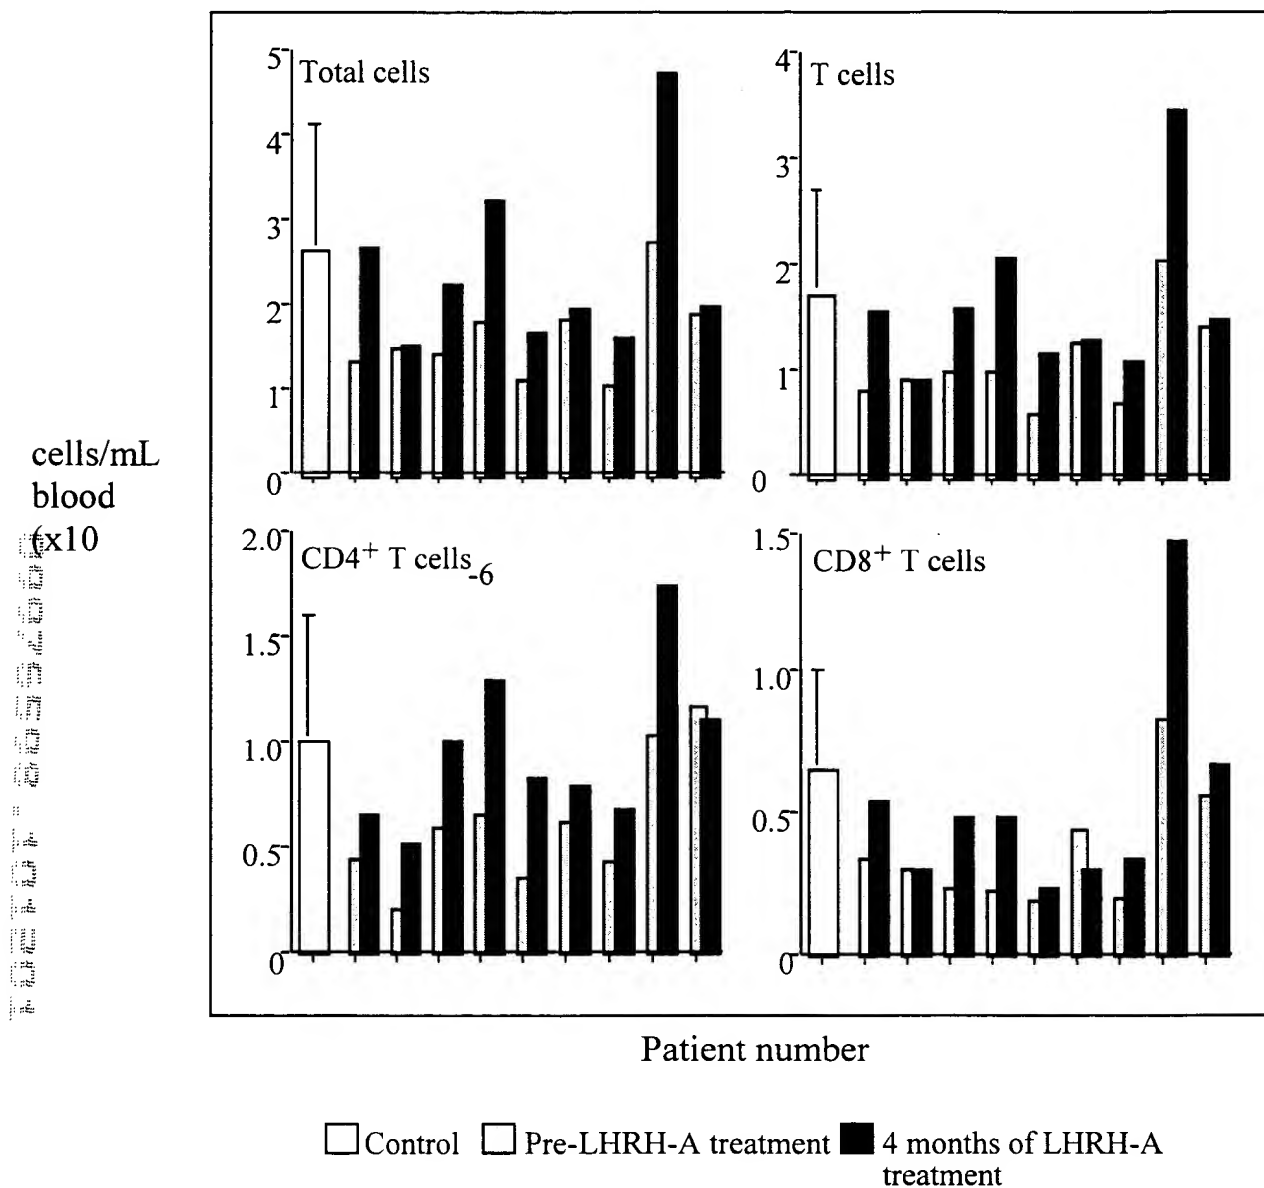 5
Total cells
4
3
2
1
0
4
T cells
3
2
1
0
cells/mL
blood
(x10
2.0
CD4+ T cells-6
1.5
1.0
0.5
0
1.5
CD8+ T cells
1.0
0.5
0
Patient number
Control
Pre-LHRH-A treatment
4 months of LHRH-A
treatment